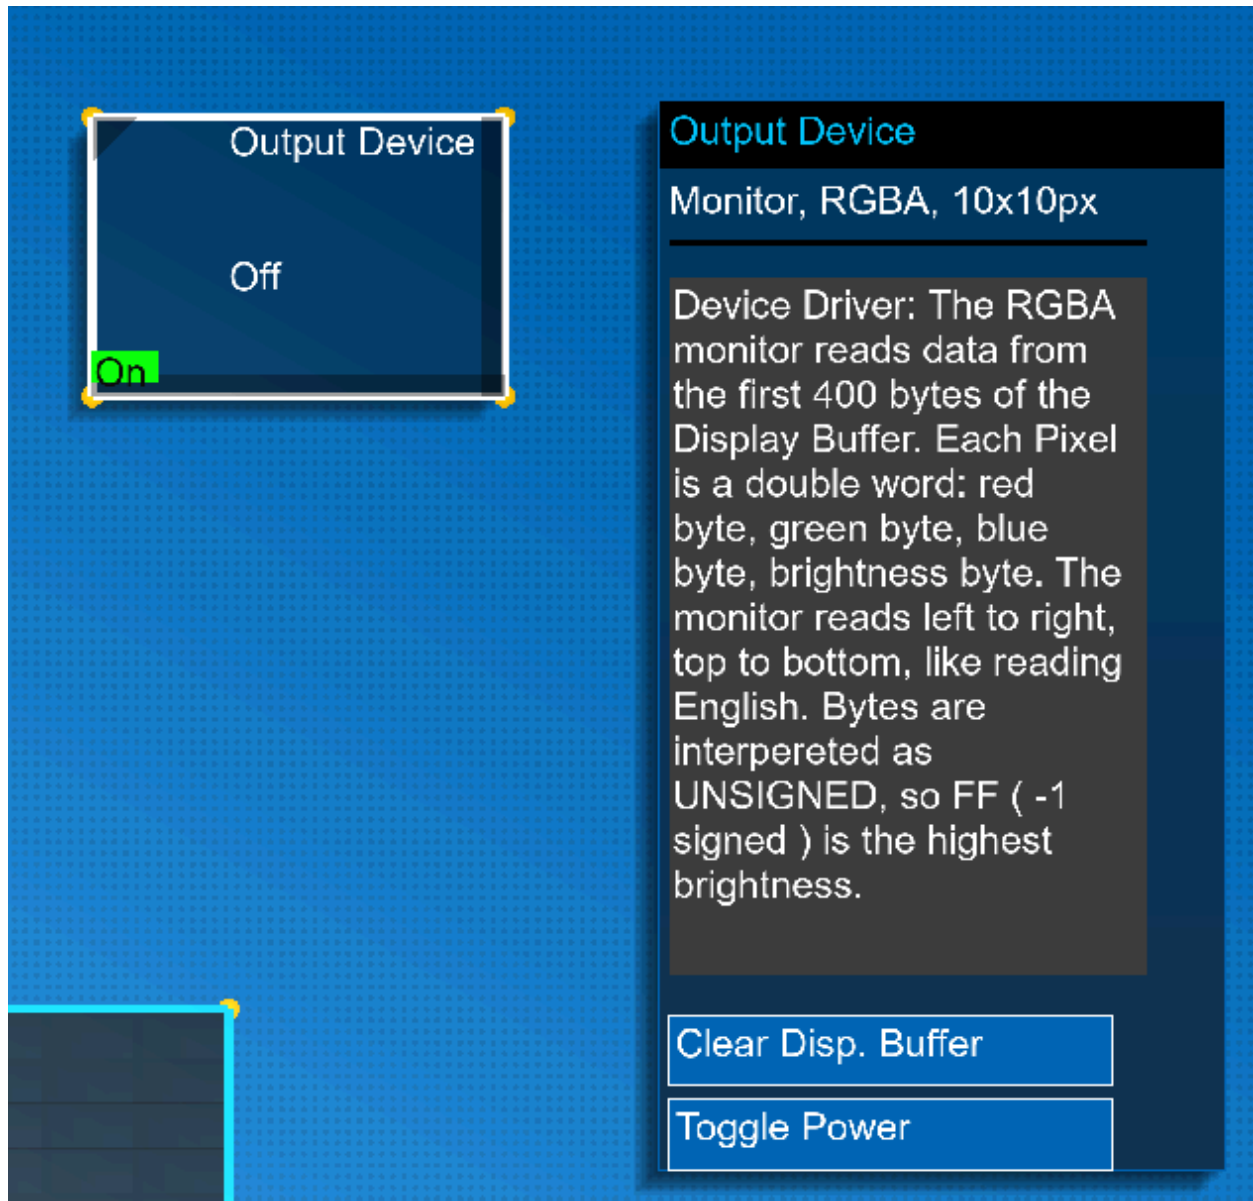 Output Device
Off
On
Output Device
Monitor, RGBA, 10x10px
Device Driver: The RGBA
monitor reads data from
the first 400 bytes of the
Display Buffer. Each Pixel
is a double word: red
byte, green byte, blue
byte, brightness byte. The
monitor reads left to right,
top to bottom, like reading
English. Bytes are
interpereted as
UNSIGNED, so FF ( -1
signed ) is the highest
brightness.
Clear Disp. Buffer
Toggle Power